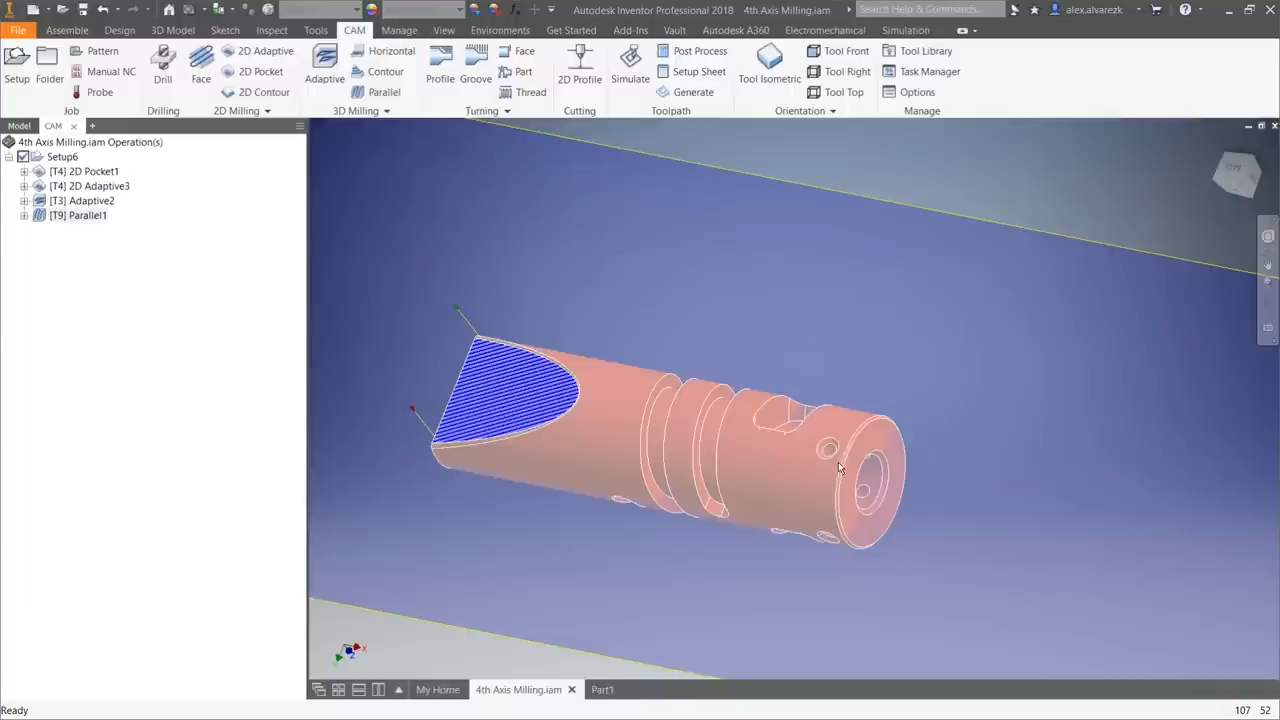 Autodesk Inventor Professional 2018 4th Axis Milling.iam
Search Help & Commands...
alex.alvarezk
File Assemble Design 3D Model Sketch Inspect Tools CAM Manage View Environments Get Started Add-Ins Vault Autodesk A360 Electromechanical Simulation
Setup
Folder
Pattern
Manual NC
Probe
Job
Drill
Drilling
Face
2D Adaptive
2D Pocket
2D Contour
2D Milling
Adaptive
Horizontal
Contour
Parallel
3D Milling
Profile
Groove
Face
Part
Thread
Turning
2D Profile
Cutting
Simulate
Post Process
Setup Sheet
Generate
Toolpath
Tool Isometric
Tool Front
Tool Right
Tool Top
Orientation
Tool Library
Task Manager
Options
Manage
Model CAM
4th Axis Milling.iam Operation(s)
Setup6
[T4] 2D Pocket1
[T4] 2D Adaptive3
[T3] Adaptive2
[T9] Parallel1
X
Y
Z
My Home 4th Axis Milling.iam Part1
Ready
107 52